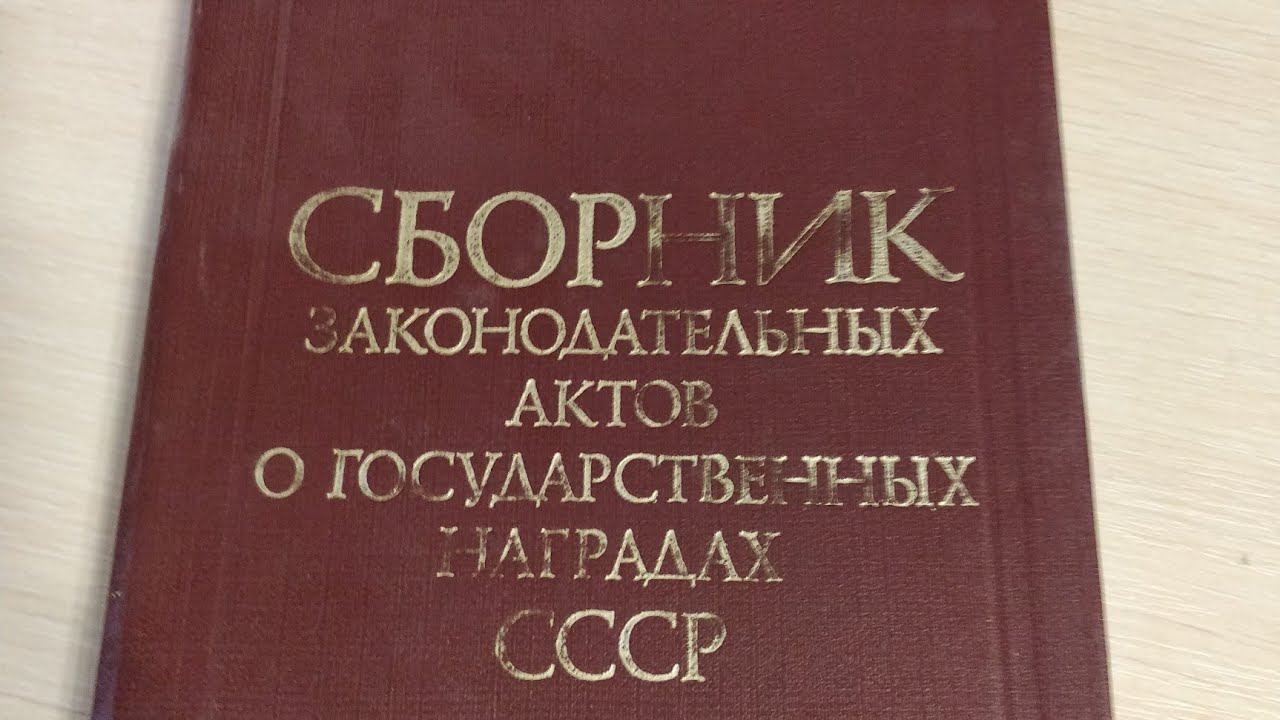 СБОРНИК
ЗАКОНОДАТЕЛЬНЫХ
АКТОВ
О ГОСУДАРСТВЕННЫХ
НАГРАДАХ
СССР